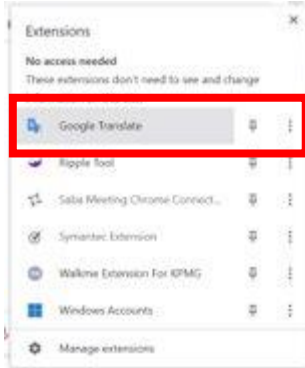 Extensions
No access needed
These extensions don't need to see and change
Google Translate
Ripple Tool
Saba Meeting Chrome Connect...
Symantec Extension
Walkme Extension For KPMG
Windows Accounts
Manage extensions